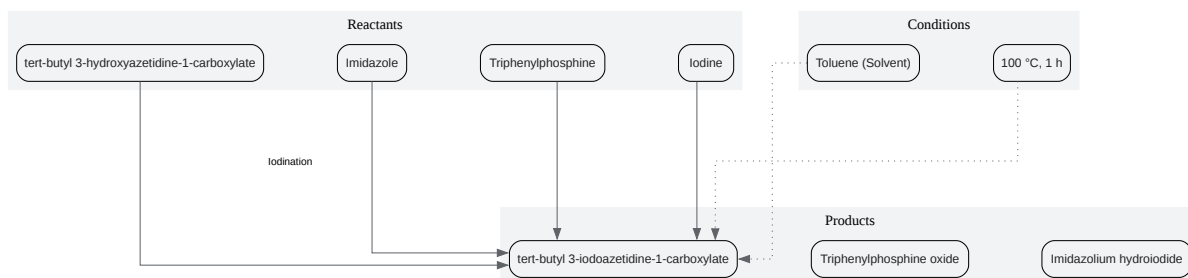 Reactants
Conditions
tert-butyl 3-hydroxyazetidine-1-carboxylate
Imidazole
Triphenylphosphine
Iodine
Toluene (Solvent)
100 °C, 1 h
Iodination
Products
tert-butyl 3-iodoazetidine-1-carboxylate
Triphenylphosphine oxide
Imidazolium hydroiodide